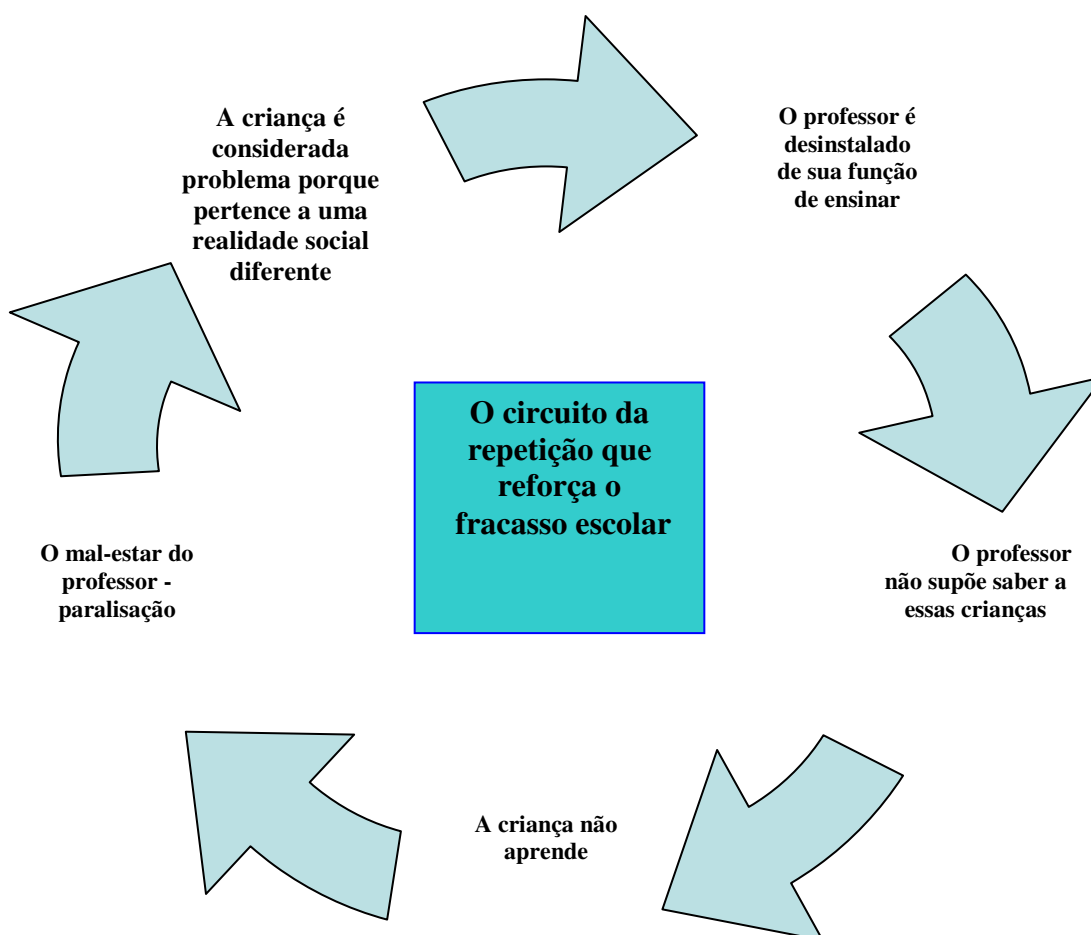 A criança é
considerada
problema porque
pertence a uma
realidade social
diferente
O professor é
desinstalado
de sua função
de ensinar
O professor
não supõe saber a
essas crianças
A criança não
aprende
O mal-estar do
professor -
paralisação
O circuito da
repetição que
reforça o
fracasso escolar